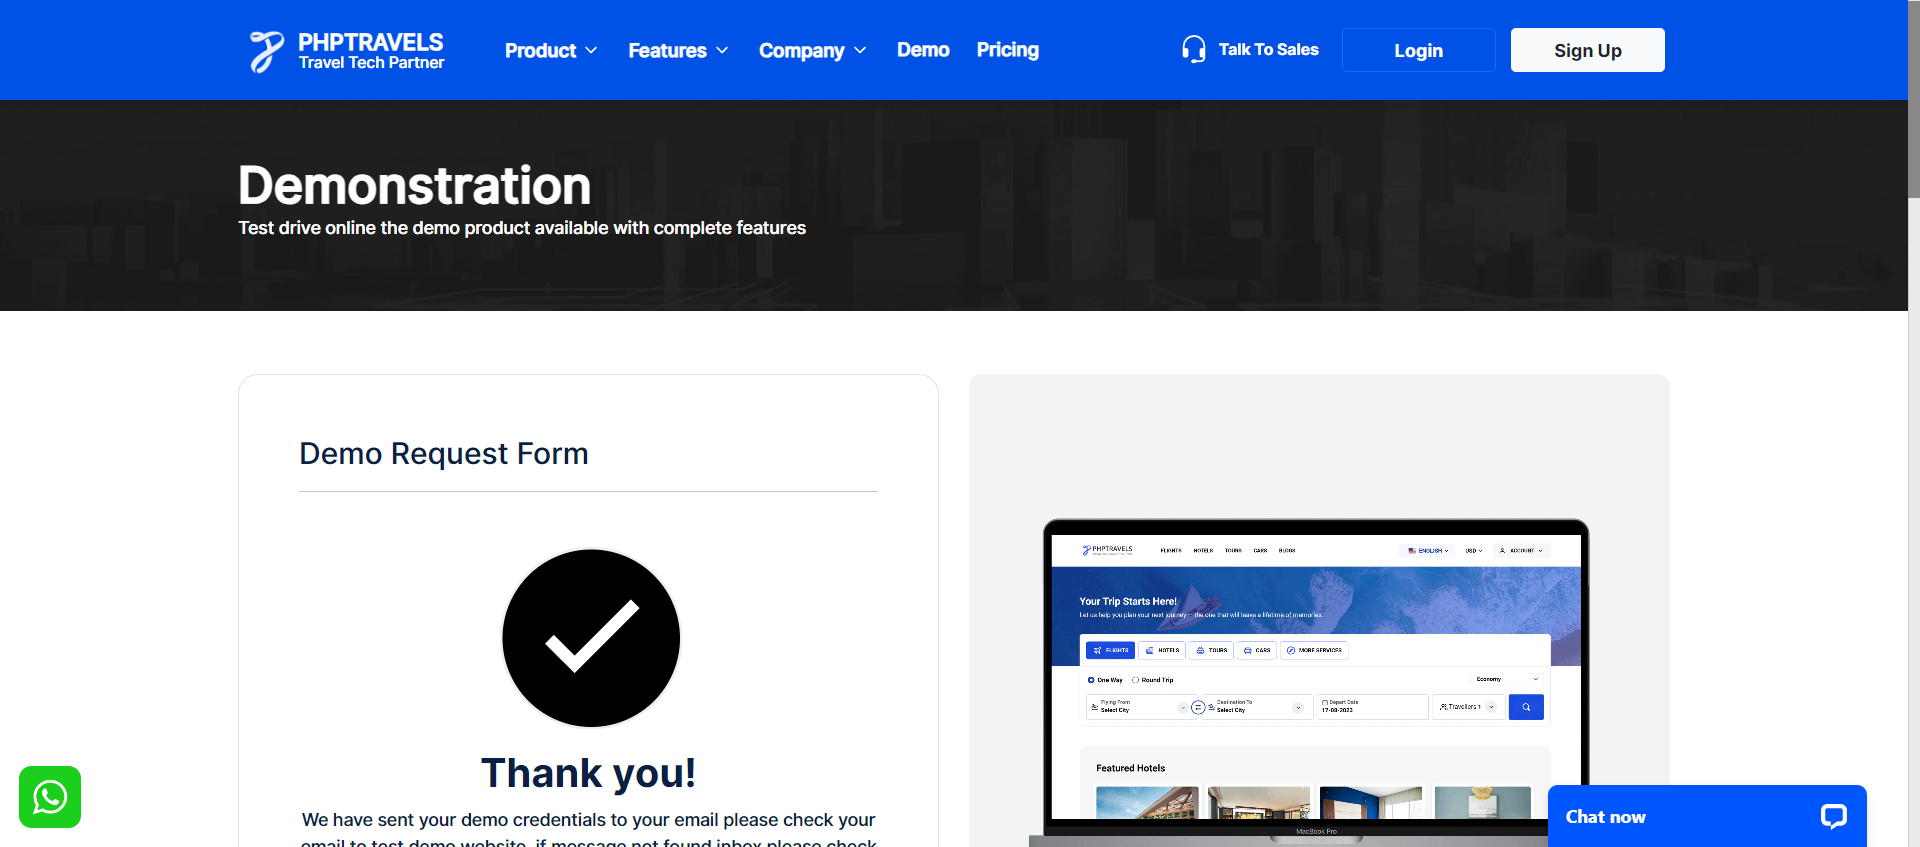 PHPTRAVELS
Travel Tech Partner
Product
Features
Company
Demo
Pricing
Talk To Sales
Login
Sign Up
Demonstration
Test drive online the demo product available with complete features
Demo Request Form
Thank you!
We have sent your demo credentials to your email please check your
email to test demo website. if message not found inbox please check
PHPTRAVELS
FLIGHTS
HOTELS
TOURS
CARS
BLOGS
ENGLISH
USD
ACCOUNT
Your Trip Starts Here!
Let us help you plan your next journey — the one that will leave a lifetime of memories.
FLIGHTS
HOTELS
TOURS
CARS
MORE SERVICES
One Way
Round Trip
Economy
Flying From
Select City
Destination To
Select City
Depart Date
17-08-2023
Travellers 1
Featured Hotels
MacBook Pro
Chat now